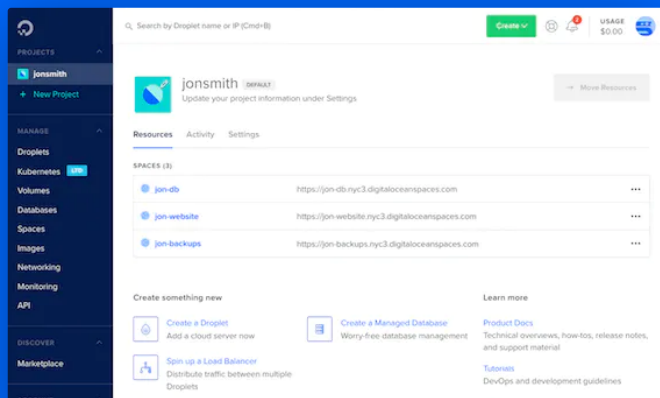 Search by Droplet name or IP (Cmd+B)
Create
2
USAGE
$0.00
PROJECTS
jonsmith
+ New Project
MANAGE
Droplets
Kubernetes LTD
Volumes
Databases
Spaces
Images
Networking
Monitoring
API
DISCOVER
Marketplace
jonsmith DEFAULT
Update your project information under Settings
→ Move Resources
Resources Activity Settings
SPACES (3)
jon-db https://jon-db.nyc3.digitaloceanspaces.com
jon-website https://jon-website.nyc3.digitaloceanspaces.com
jon-backups https://jon-backups.nyc3.digitaloceanspaces.com
Create something new
Create a Droplet
Add a cloud server now
Create a Managed Database
Worry-free database management
Spin up a Load Balancer
Distribute traffic between multiple
Droplets
Learn more
Product Docs
Technical overviews, how-tos, release notes,
and support material
Tutorials
DevOps and development guidelines